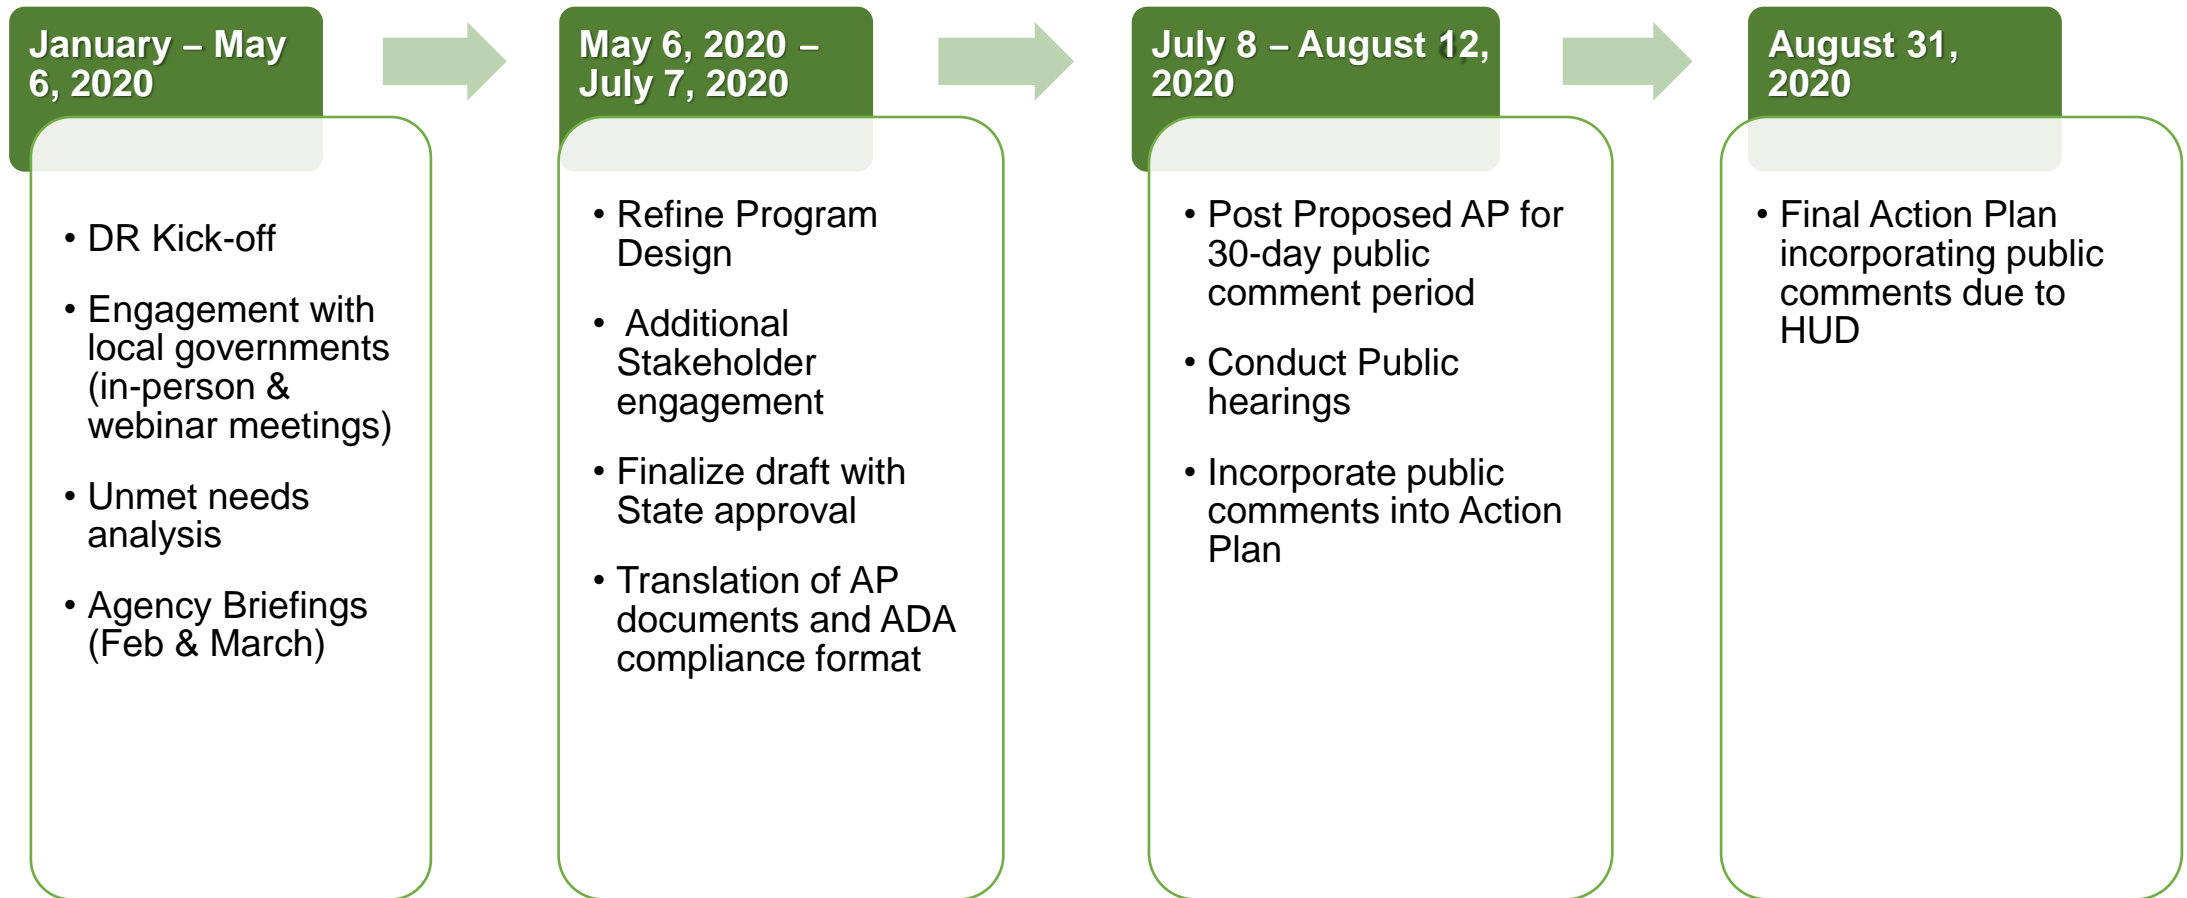 January – May
6, 2020
• DR Kick-off
• Engagement with
local governments
(in-person &
webinar meetings)
• Unmet needs
analysis
• Agency Briefings
(Feb & March)
May 6, 2020 –
July 7, 2020
• Refine Program
Design
• Additional
Stakeholder
engagement
• Finalize draft with
State approval
• Translation of AP
documents and ADA
compliance format
July 8 – August 12,
2020
• Post Proposed AP for
30-day public
comment period
• Conduct Public
hearings
• Incorporate public
comments into Action
Plan
August 31,
2020
• Final Action Plan
incorporating public
comments due to
HUD